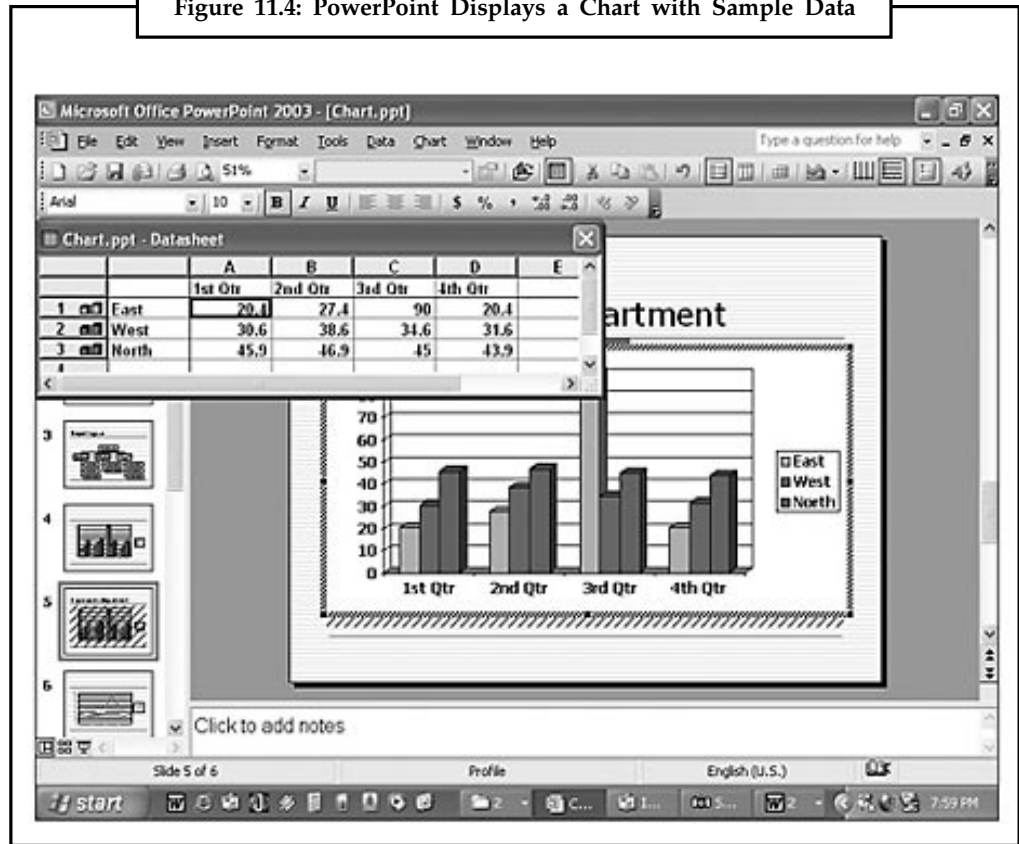 Figure 11.4: PowerPoint Displays a Chart with Sample Data
Microsoft Office PowerPoint 2003 - [Chart.ppt]
File Edit View Insert Format Tools Data Chart Window Help Type a question for help
51%
Arial 10 B I U $ % ,
Chart.ppt - Datasheet
A B C D E
1st Qtr 2nd Qtr 3rd Qtr 4th Qtr
1 East 20.4 27.4 90 20.4
2 West 30.6 38.6 34.6 31.6
3 North 45.9 46.9 45 43.9
4
artment
70
60
50
40
30
20
10
0
1st Qtr 2nd Qtr 3rd Qtr 4th Qtr
East
West
North
3
4
5
6
Click to add notes
Slide 5 of 6 Profile English (U.S.)
start 2 C... I... S... 2 7:59 PM